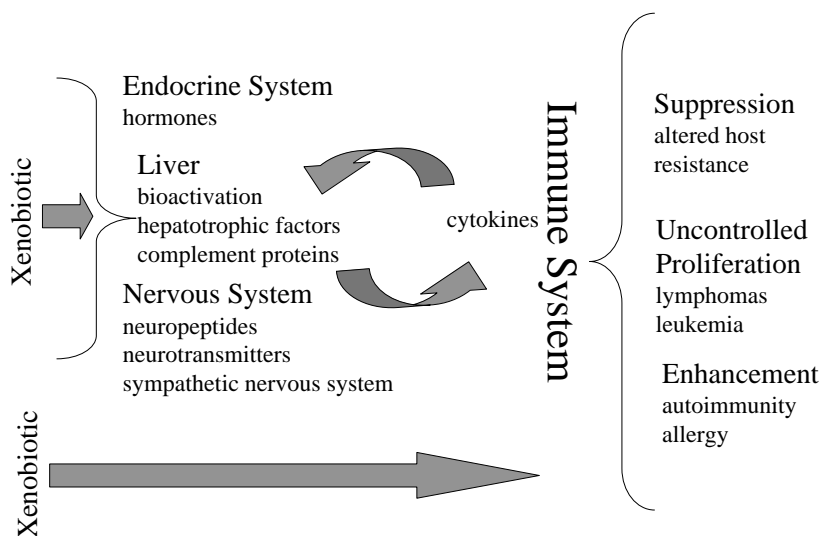 Xenobiotic
Endocrine System
hormones
Liver
bioactivation
hepatotrophic factors
complement proteins
Nervous System
neuropeptides
neurotransmitters
sympathetic nervous system
cytokines
Immune System
Suppression
altered host
resistance
Uncontrolled
Proliferation
lymphomas
leukemia
Enhancement
autoimmunity
allergy
Xenobiotic